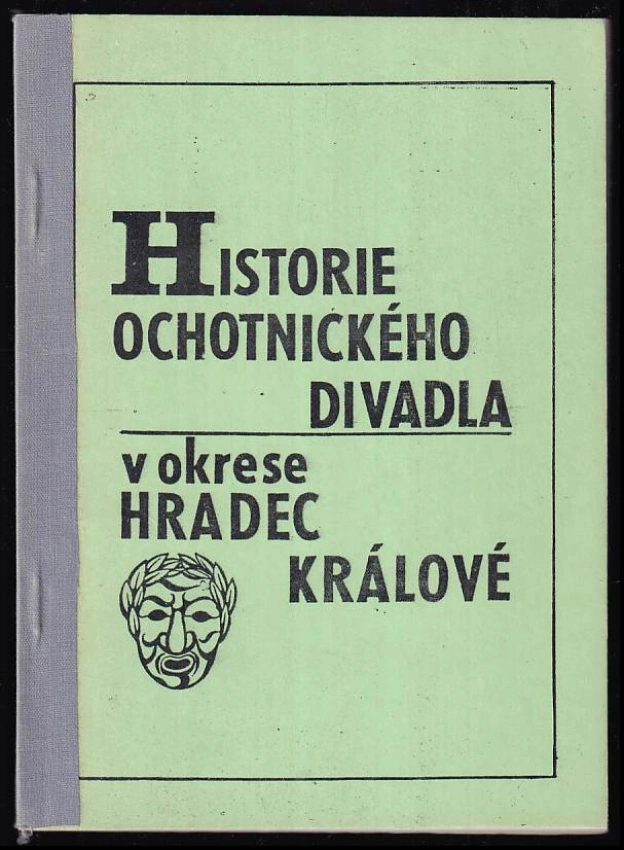 HISTORIE
OCHOTNICKÉHO
DIVADLA
v okrese
HRADEC
KRÁLOVÉ